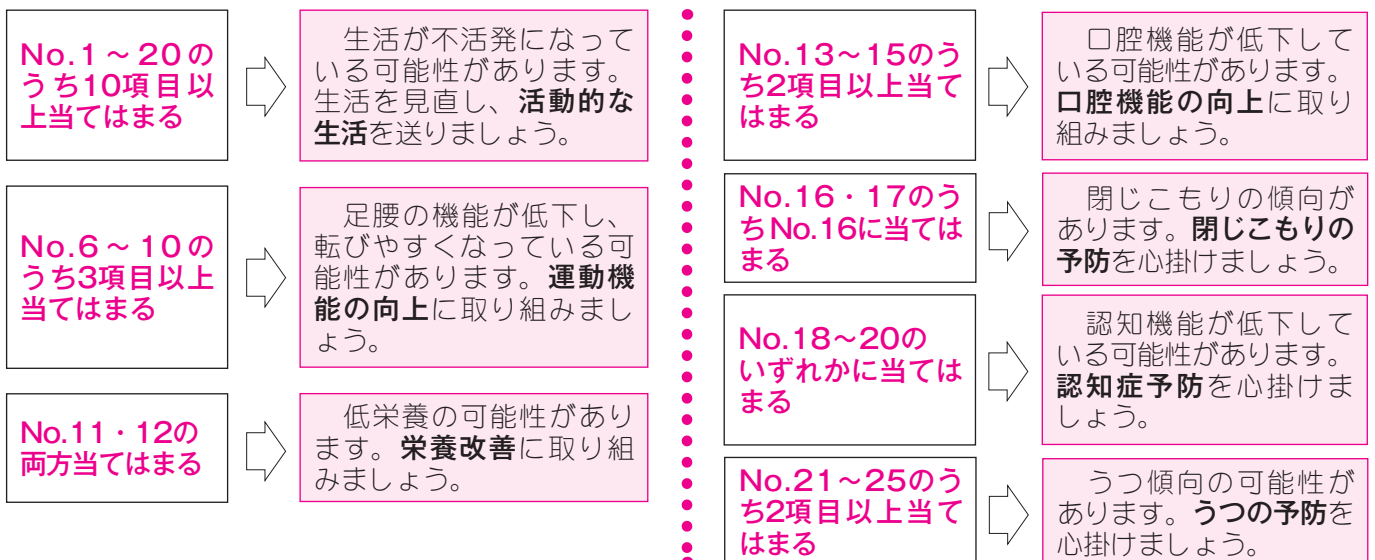 No.1～20の
うち10項目以
上当てはまる
生活が不活発になって
いる可能性があります。
生活を見直し、活動的な
生活を送りましょう。
No.6～10の
うち3項目以上
当てはまる
足腰の機能が低下し、
転びやすくなっている可
能性があります。運動機
能の向上に取り組みまし
ょう。
No.11・12の
両方当てはまる
低栄養の可能性があり
ます。栄養改善に取り組
みましょう。
No.13～15のう
ち2項目以上当て
はまる
口腔機能が低下して
いる可能性があります。
口腔機能の向上に取り
組みましょう。
No.16・17のう
ちNo.16に当ては
まる
閉じこもりの傾向が
あります。閉じこもりの
予防を心掛けましょう。
No.18～20の
いずれかに当ては
まる
認知機能が低下して
いる可能性があります。
認知症予防を心掛けま
しょう。
No.21～25のう
ち2項目以上当て
はまる
うつ傾向の可能性が
あります。うつの予防を
心掛けましょう。